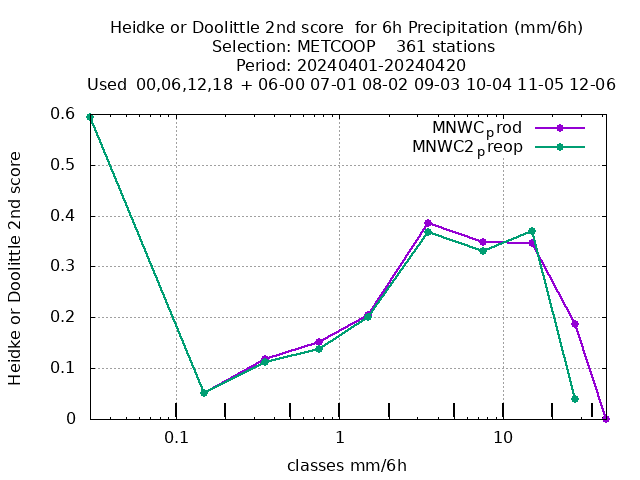 Heidke or Doolittle 2nd score  for 6h Precipitation (mm/6h)
Selection: METCOOP    361 stations
Period: 20240401-20240420
Used  00,06,12,18  + 06-00 07-01 08-02 09-03 10-04 11-05 12-06
MNWCprod
MNWC2preop
0.6
0.5
0.4
0.3
0.2
0.1
0
Heidke or Doolittle 2nd score
0.1
1
10
classes mm/6h